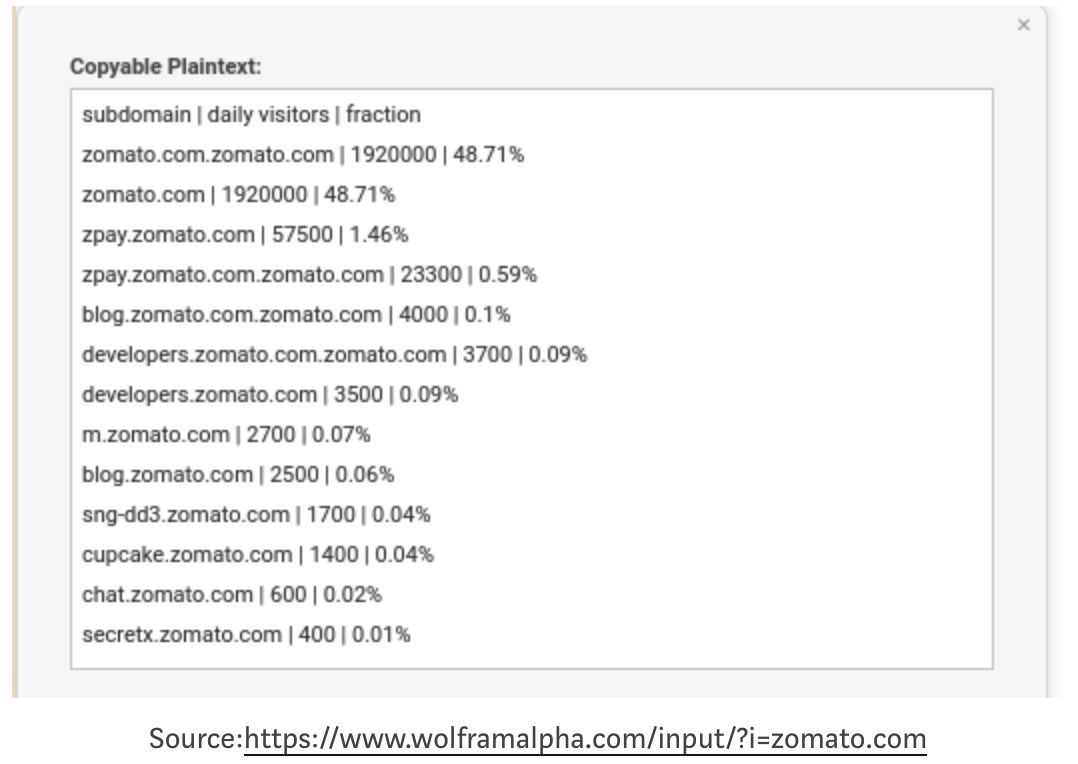 ×
Copyable Plaintext:
subdomain | daily visitors | fraction
zomato.com.zomato.com | 1920000 | 48.71%
zomato.com | 1920000 | 48.71%
zpay.zomato.com | 57500 | 1.46%
zpay.zomato.com.zomato.com | 23300 | 0.59%
blog.zomato.com.zomato.com | 4000 | 0.1%
developers.zomato.com.zomato.com | 3700 | 0.09%
developers.zomato.com | 3500 | 0.09%
m.zomato.com | 2700 | 0.07%
blog.zomato.com | 2500 | 0.06%
sng-dd3.zomato.com | 1700 | 0.04%
cupcake.zomato.com | 1400 | 0.04%
chat.zomato.com | 600 | 0.02%
secretx.zomato.com | 400 | 0.01%
Source:https://www.wolframalpha.com/input/?i=zomato.com